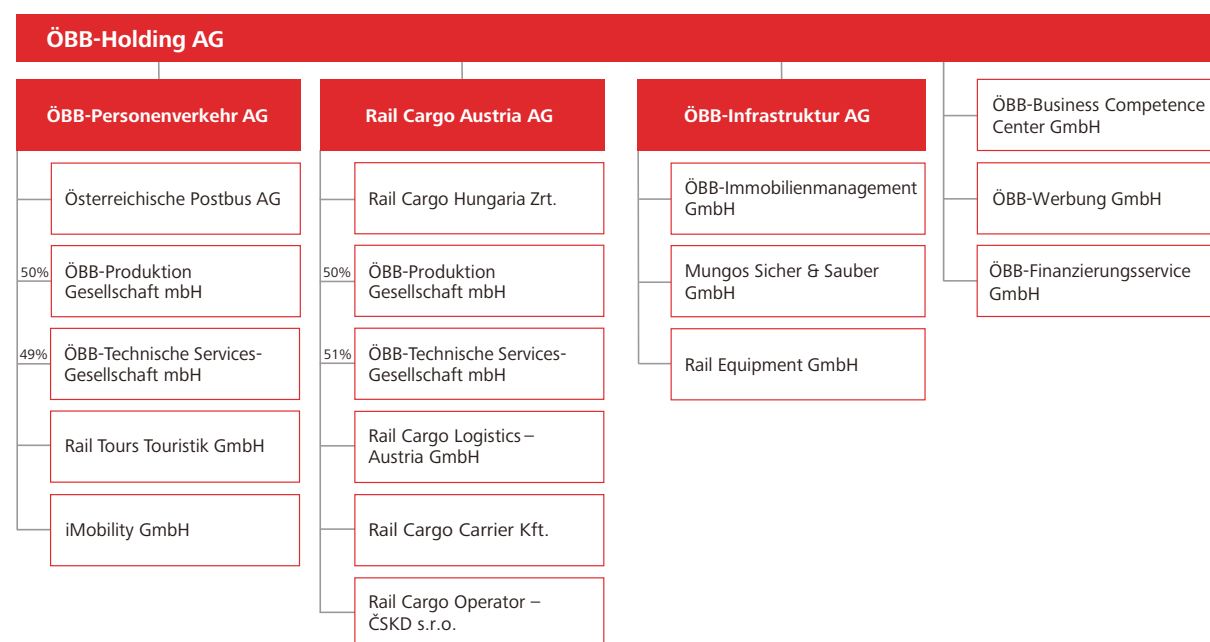 ÖBB-Holding AG
ÖBB-Personenverkehr AG
Österreichische Postbus AG
50%
ÖBB-Produktion
Gesellschaft mbH
49%
ÖBB-Technische Services-
Gesellschaft mbH
Rail Tours Touristik GmbH
iMobility GmbH
Rail Cargo Austria AG
Rail Cargo Hungaria Zrt.
50%
ÖBB-Produktion
Gesellschaft mbH
51%
ÖBB-Technische Services-
Gesellschaft mbH
Rail Cargo Logistics –
Austria GmbH
Rail Cargo Carrier Kft.
Rail Cargo Operator –
ČSKD s.r.o.
ÖBB-Infrastruktur AG
ÖBB-Immobilienmanagement
GmbH
Mungos Sicher & Sauber
GmbH
Rail Equipment GmbH
ÖBB-Business Competence
Center GmbH
ÖBB-Werbung GmbH
ÖBB-Finanzierungsservice
GmbH